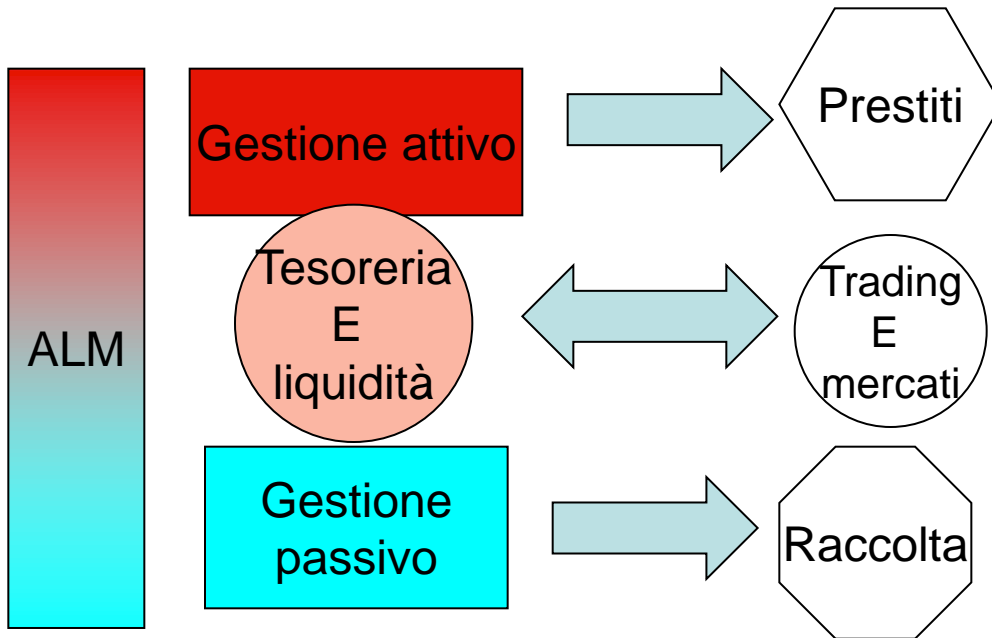 ALM
Gestione attivo
Prestiti
Tesoreria
E
liquidità
Trading
E
mercati
Gestione
passivo
Raccolta